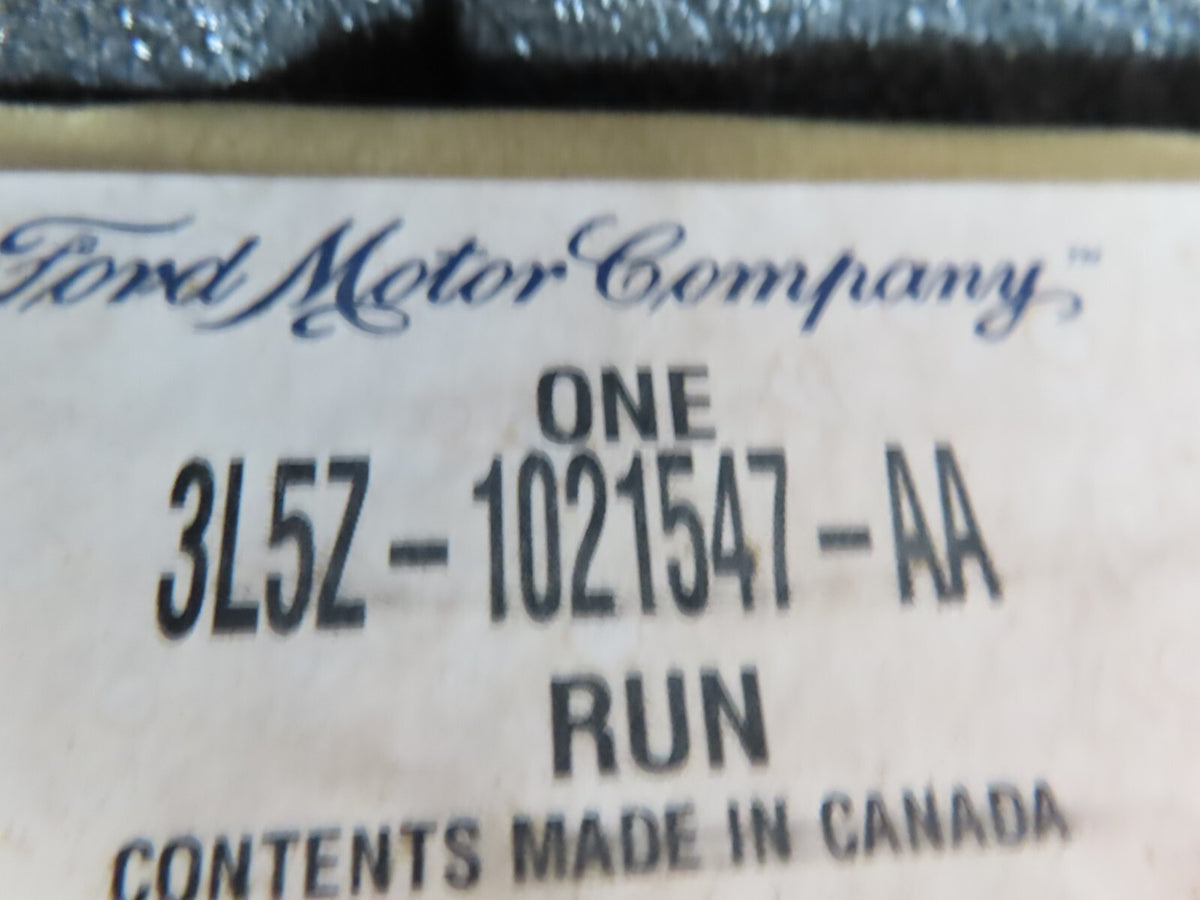 Ford Motor Company™
ONE
3L5Z-1021547-AA
RUN
CONTENTS MADE IN CANADA